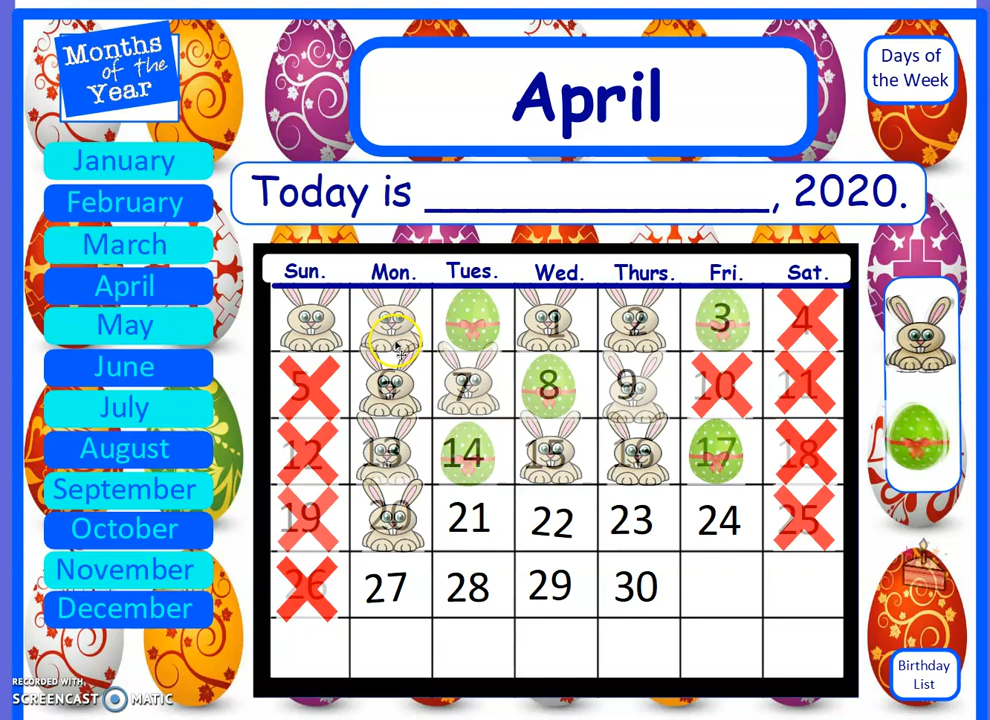 Months
of the
Year
April
Days of
the Week
January
February
March
April
May
June
July
August
September
October
November
December
Today is ______________, 2020.
Sun. Mon. Tues. Wed. Thurs. Fri. Sat.
1 3 4
5 7 8 9 10 11
12 13 14 15 16 17 18
19 21 22 23 24 25
26 27 28 29 30
Birthday
List
RECORDED WITH
SCREENCAST MATIC